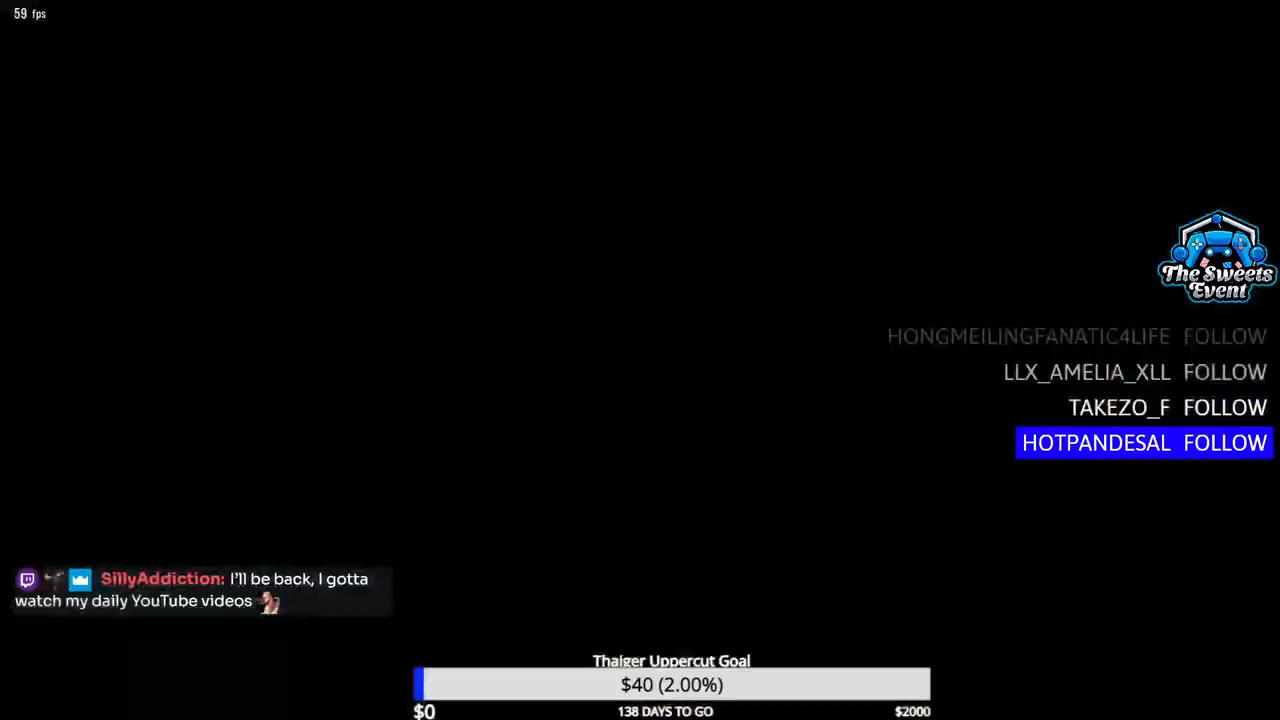 59 fps
The Sweets
Event
HONGMEILINGFANATIC4LIFE FOLLOW
LLX_AMELIA_XLL FOLLOW
TAKEZO_F FOLLOW
HOTPANDESAL FOLLOW
SillyAddiction: I'll be back, I gotta
watch my daily YouTube videos
Thaiger Uppercut Goal
$40 (2.00%)
$0 138 DAYS TO GO $2000